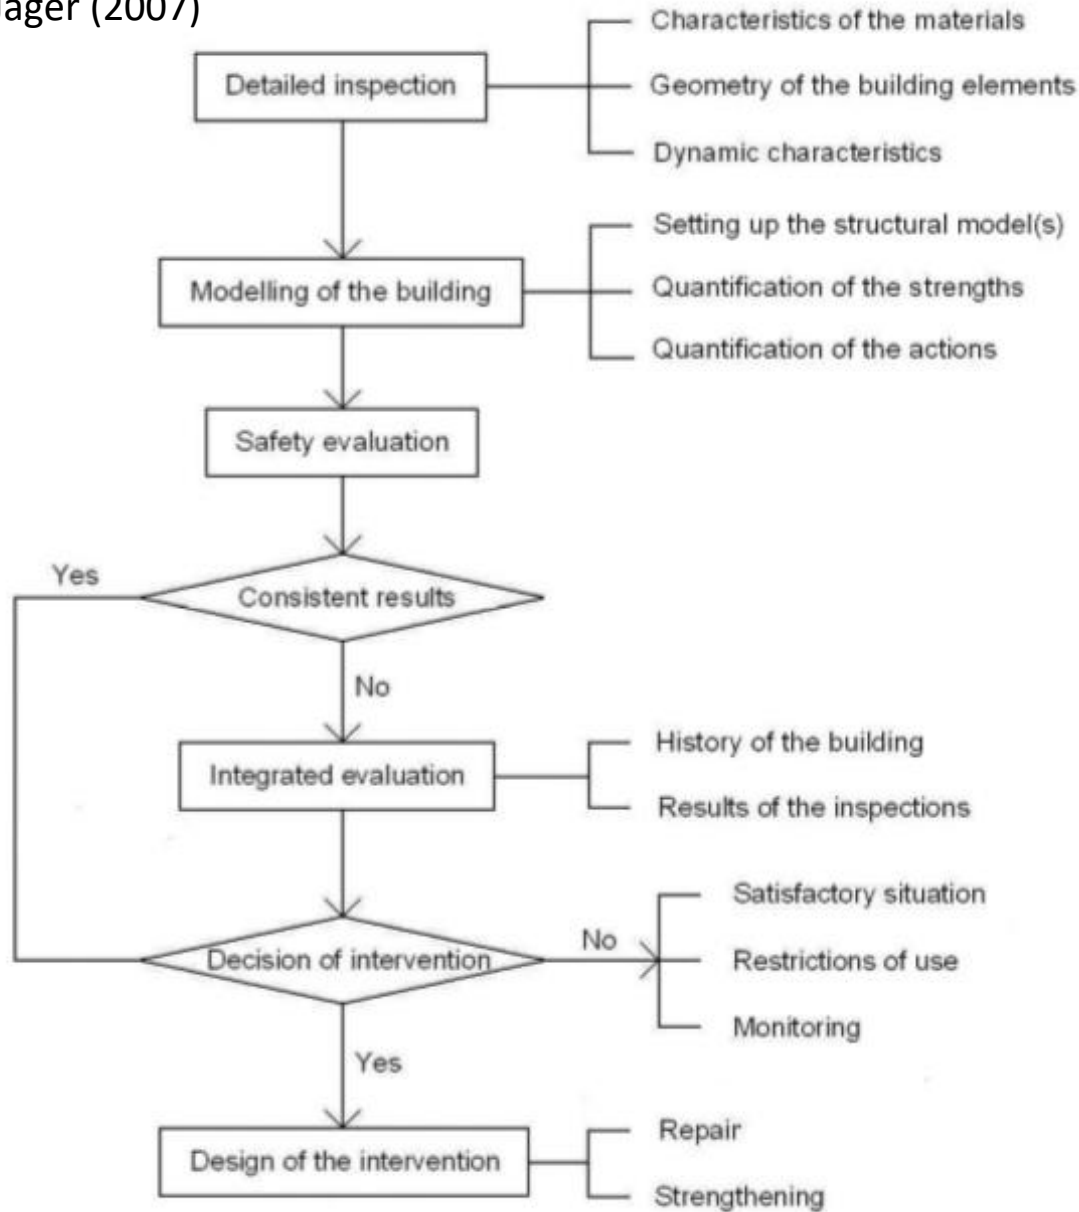 Jäger (2007)
Characteristics of the materials
Detailed inspection
Geometry of the building elements
Dynamic characteristics
Setting up the structural model(s)
Modelling of the building
Quantification of the strengths
Quantification of the actions
Safety evaluation
Yes
Consistent results
No
Integrated evaluation
History of the building
Results of the inspections
Satisfactory situation
Decision of intervention
No
Restrictions of use
Monitoring
Yes
Design of the intervention
Repair
Strengthening